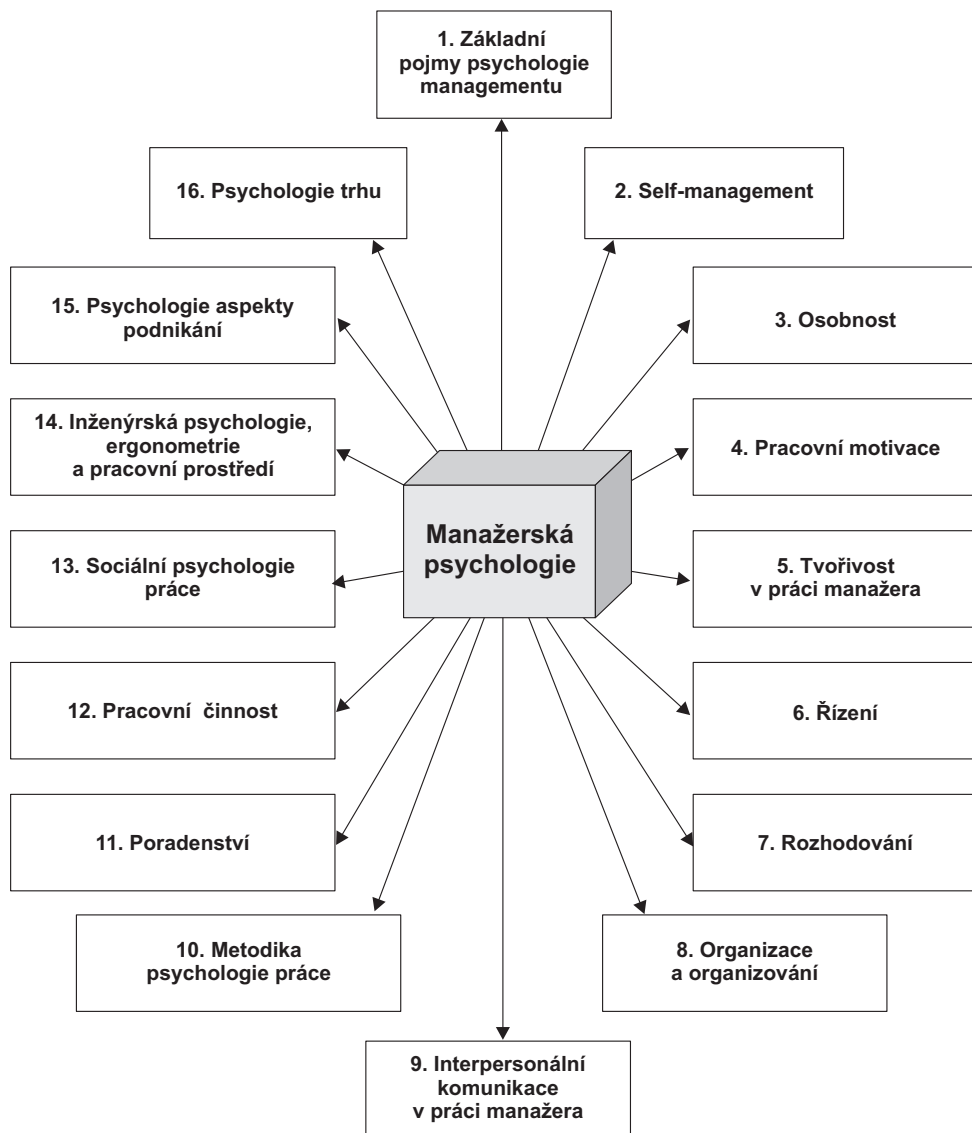 1. Základní
pojmy psychologie
managementu
16. Psychologie trhu
2. Self-management
15. Psychologie aspekty
podnikání
3. Osobnost
14. Inženýrská psychologie,
ergonometrie
a pracovní prostředí
4. Pracovní motivace
Manažerská
psychologie
13. Sociální psychologie
práce
5. Tvořivost
v práci manažera
12. Pracovní činnost
6. Řízení
11. Poradenství
7. Rozhodování
10. Metodika
psychologie práce
8. Organizace
a organizování
9. Interpersonální
komunikace
v práci manažera